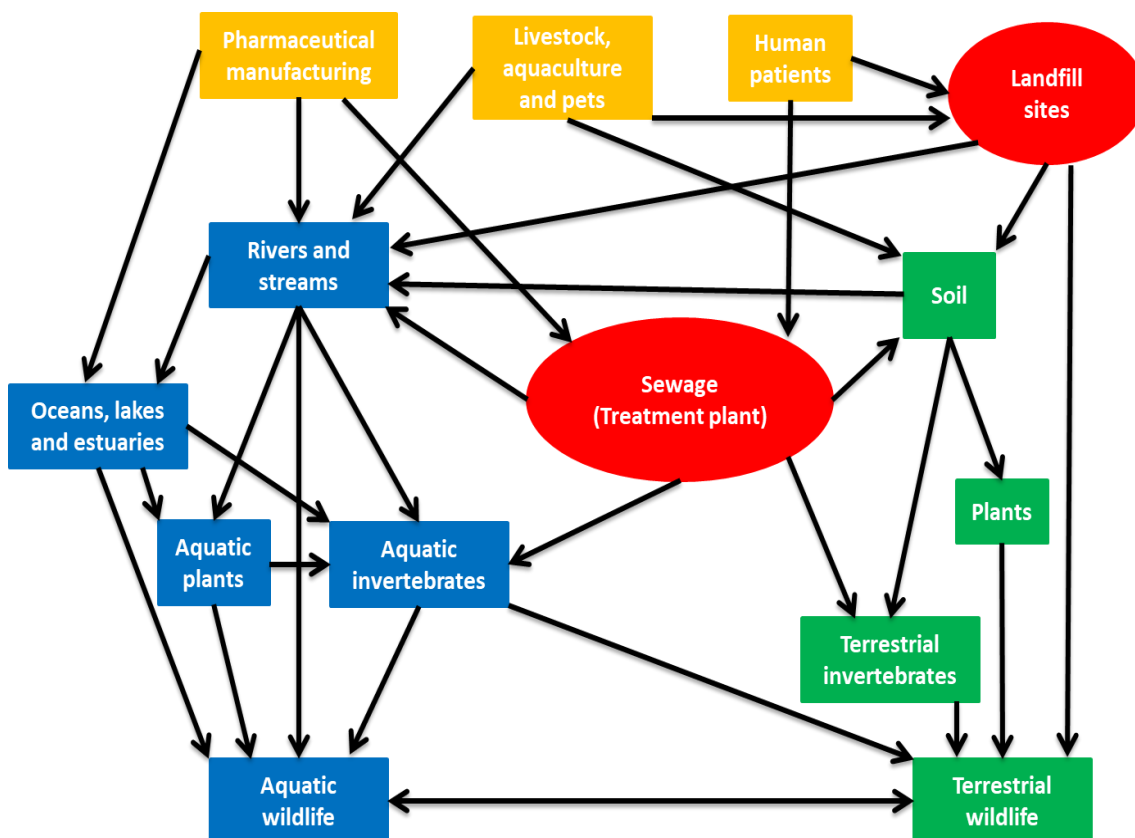 Pharmaceutical
manufacturing
Livestock,
aquaculture
and pets
Human
patients
Landfill
sites
Rivers and
streams
Soil
Sewage
(Treatment plant)
Oceans, lakes
and estuaries
Plants
Aquatic
plants
Aquatic
invertebrates
Terrestrial
invertebrates
Aquatic
wildlife
Terrestrial
wildlife